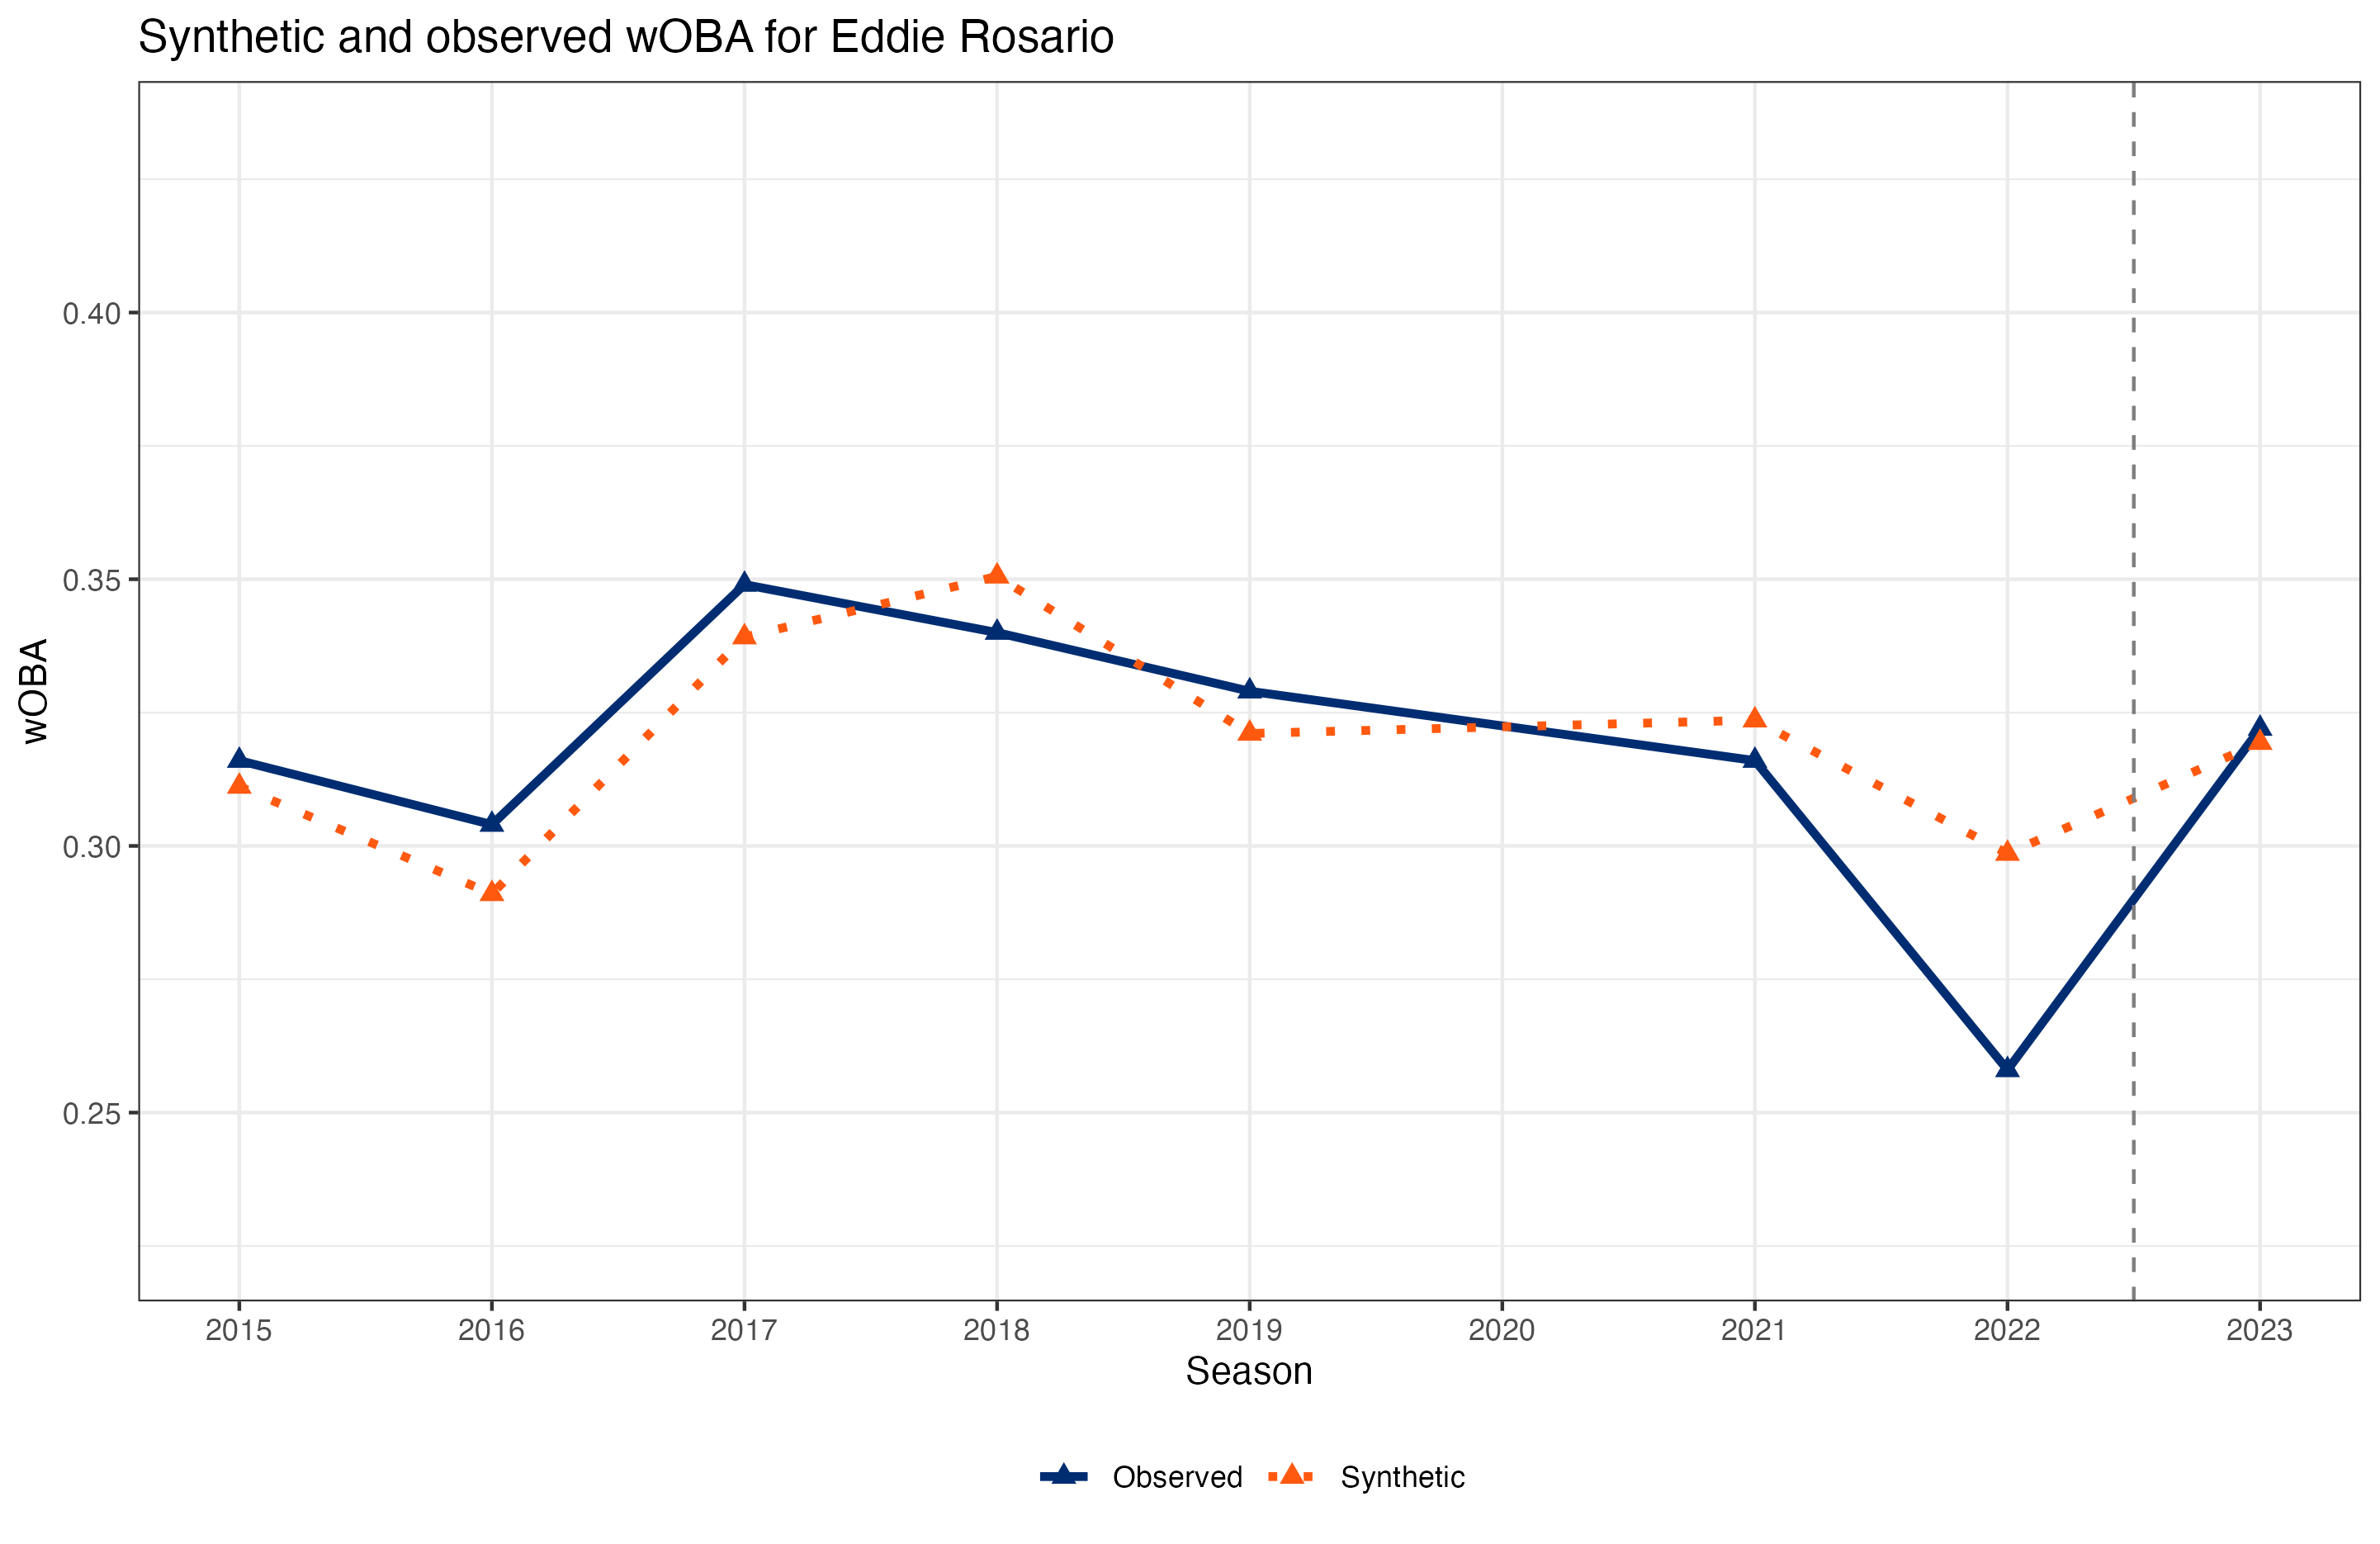 Synthetic and observed wOBA for Eddie Rosario
wOBA
0.40
0.35
0.30
0.25
2015 2016 2017 2018 2019 2020 2021 2022 2023
Season
Observed Synthetic